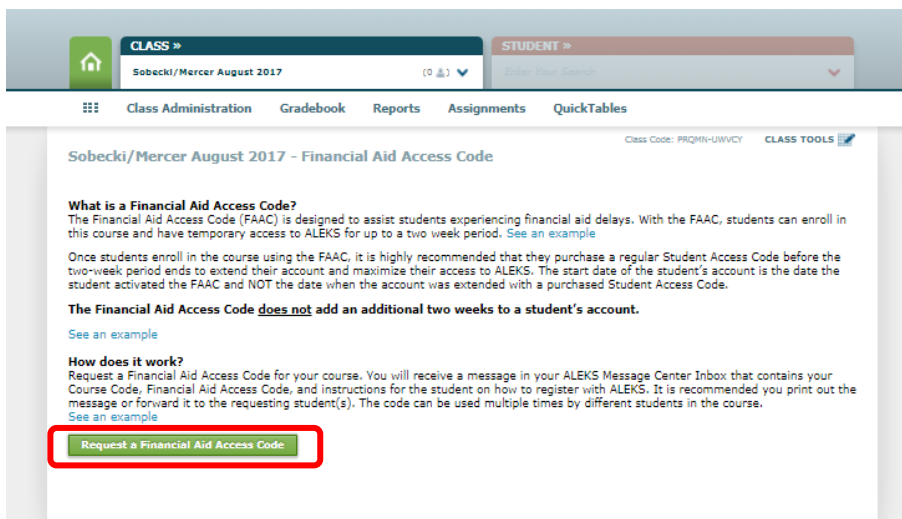 CLASS » STUDENT »
Sobecki/Mercer August 2017 (0 ) Enter Your Search
Class Administration Gradebook Reports Assignments QuickTables
Class Code: PRQMN-UWVCY CLASS TOOLS
Sobecki/Mercer August 2017 - Financial Aid Access Code
What is a Financial Aid Access Code?
The Financial Aid Access Code (FAAC) is designed to assist students experiencing financial aid delays. With the FAAC, students can enroll in
this course and have temporary access to ALEKS for up to a two week period. See an example
Once students enroll in the course using the FAAC, it is highly recommended that they purchase a regular Student Access Code before the
two-week period ends to extend their account and maximize their access to ALEKS. The start date of the student's account is the date the
student activated the FAAC and NOT the date when the account was extended with a purchased Student Access Code.
The Financial Aid Access Code does not add an additional two weeks to a student's account.
See an example
How does it work?
Request a Financial Aid Access Code for your course. You will receive a message in your ALEKS Message Center Inbox that contains your
Course Code, Financial Aid Access Code, and instructions for the student on how to register with ALEKS. It is recommended you print out the
message or forward it to the requesting student(s). The code can be used multiple times by different students in the course.
See an example
Request a Financial Aid Access Code